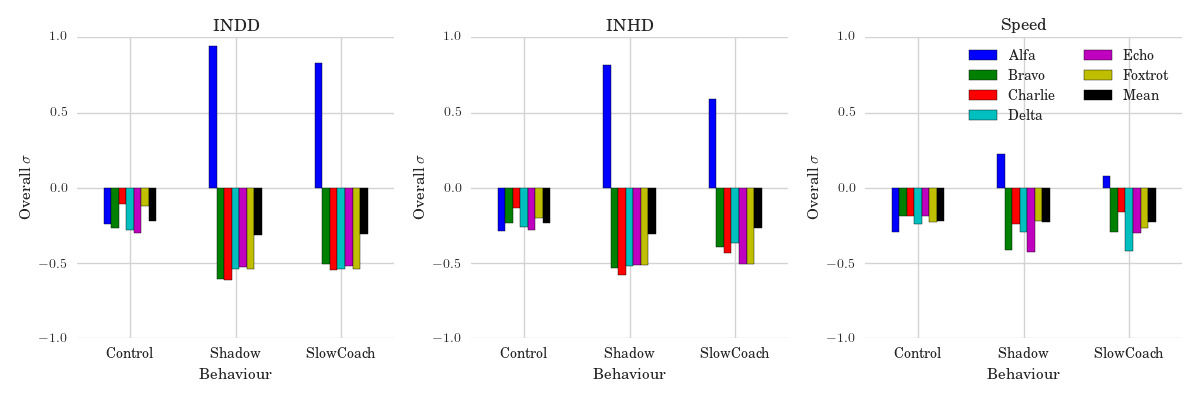 INDD
1.0
0.5
0.0
−0.5
−1.0
Overall σ
Control Shadow SlowCoach
Behaviour
INHD
1.0
0.5
0.0
−0.5
−1.0
Overall σ
Control Shadow SlowCoach
Behaviour
Speed
1.0
0.5
0.0
−0.5
−1.0
Overall σ
Alfa
Bravo
Charlie
Delta
Echo
Foxtrot
Mean
Control Shadow SlowCoach
Behaviour